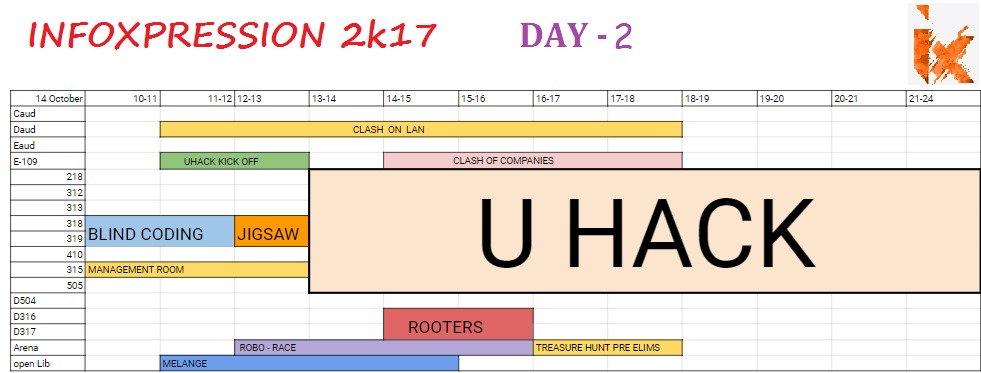 INFOXPRESSION 2k17 DAY - 2
ix
14 October 10-11 11-12 12-13 13-14 14-15 15-16 16-17 17-18 18-19 19-20 20-21 21-24
Caud
Daud CLASH ON LAN
Eaud
E-109 UHACK KICK OFF CLASH OF COMPANIES
218
312
313
318
319
410
315
505
BLIND CODING JIGSAW U HACK
MANAGEMENT ROOM
D504
D316
D317
ROOTERS
Arena ROBO - RACE TREASURE HUNT PRE ELIMS
open Lib MELANGE